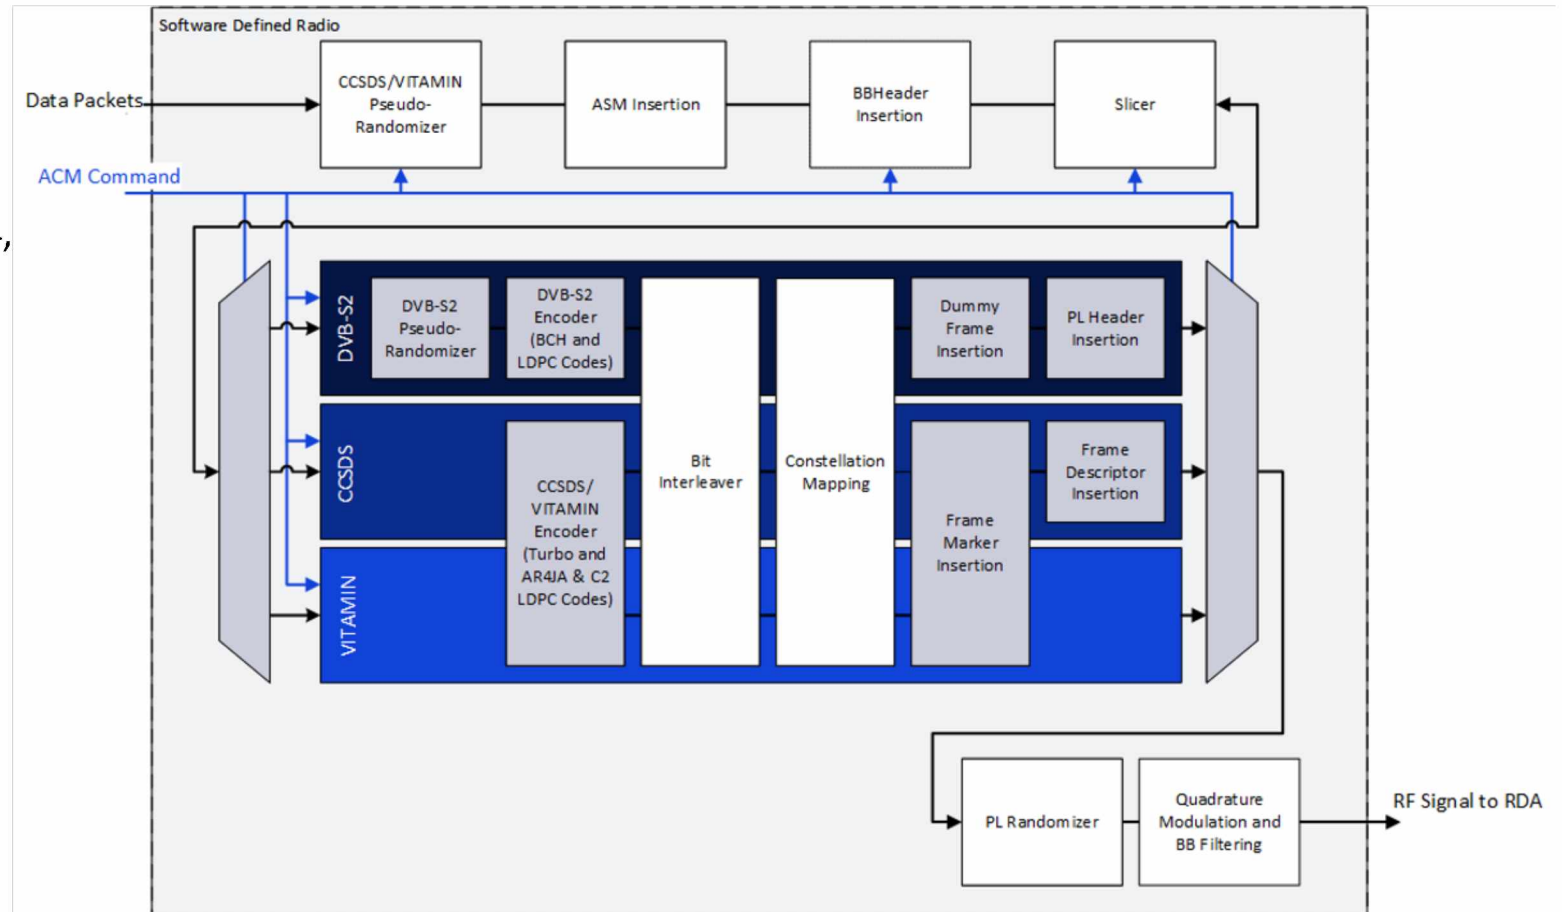 Software Defined Radio
Data Packets
CCSDS/VITAMIN
Pseudo-
Randomizer
ASM Insertion
BBHeader
Insertion
Slicer
ACM Command
,
DVB-S2
DVB-S2
Pseudo-
Randomizer
DVB-S2
Encoder
(BCH and
LDPC Codes)
Dummy
Frame
Insertion
PL Header
Insertion
Bit
Interleaver
Constellation
Mapping
CCSDS
CCSDS/
VITAMIN
Encoder
(Turbo and
AR4JA & C2
LDPC Codes)
Frame
Marker
Insertion
Frame
Descriptor
Insertion
VITAMIN
PL Randomizer
Quadrature
Modulation and
BB Filtering
RF Signal to RDA